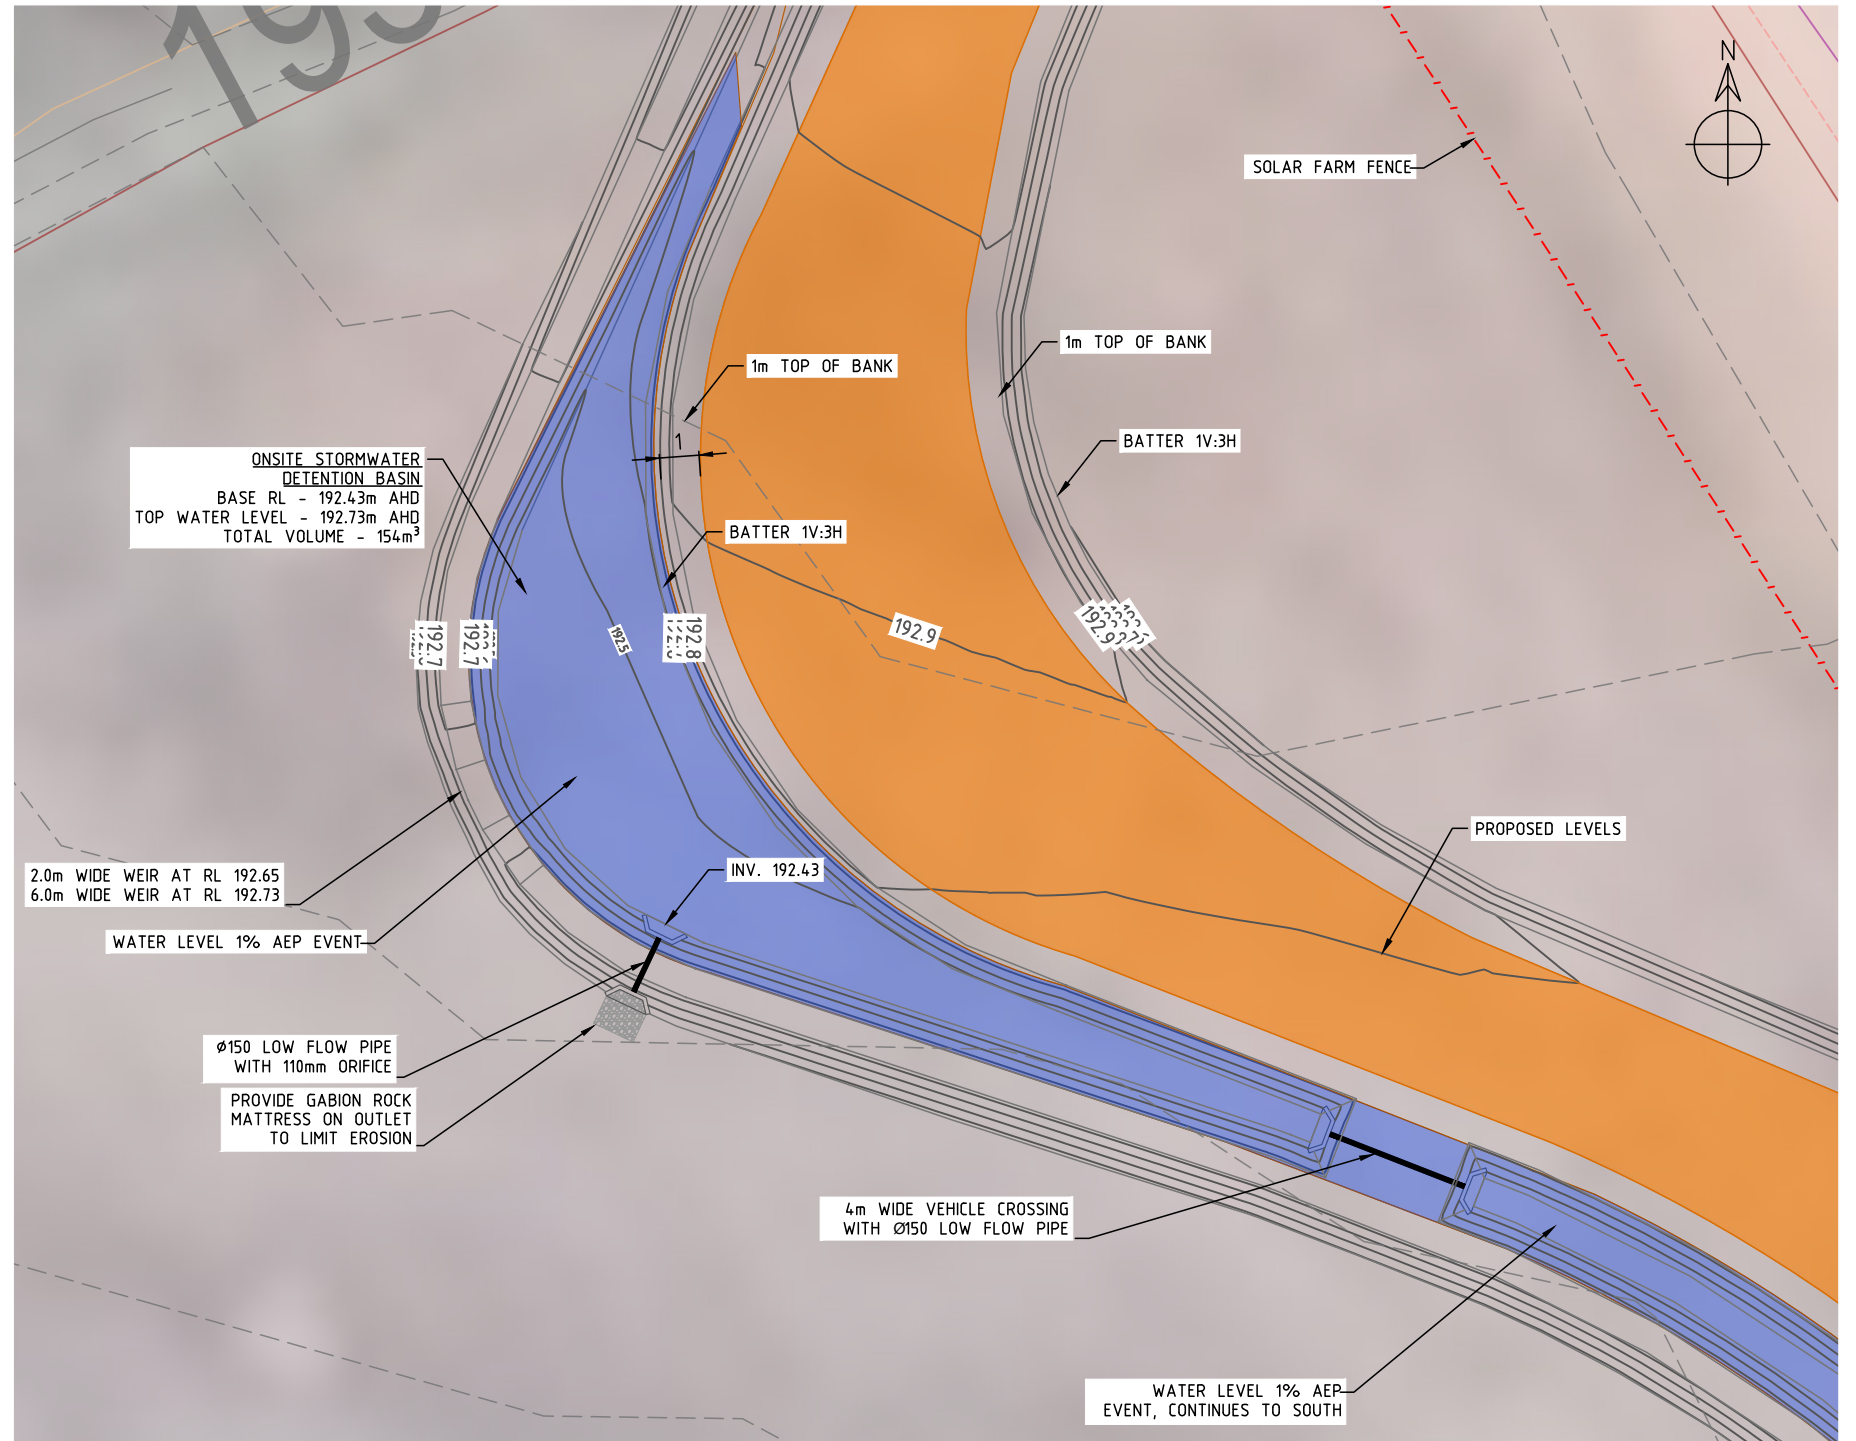 193
N
SOLAR FARM FENCE
1m TOP OF BANK
1m TOP OF BANK
1
BATTER 1V:3H
ONSITE STORMWATER
DETENTION BASIN
BASE RL - 192.43m AHD
TOP WATER LEVEL - 192.73m AHD
TOTAL VOLUME - 154m³
BATTER 1V:3H
192.7
192.7
192.5
192.8
192.9
192.9
PROPOSED LEVELS
2.0m WIDE WEIR AT RL 192.65
6.0m WIDE WEIR AT RL 192.73
INV. 192.43
WATER LEVEL 1% AEP EVENT
Ø150 LOW FLOW PIPE
WITH 110mm ORIFICE
PROVIDE GABION ROCK
MATTRESS ON OUTLET
TO LIMIT EROSION
4m WIDE VEHICLE CROSSING
WITH Ø150 LOW FLOW PIPE
WATER LEVEL 1% AEP
EVENT, CONTINUES TO SOUTH